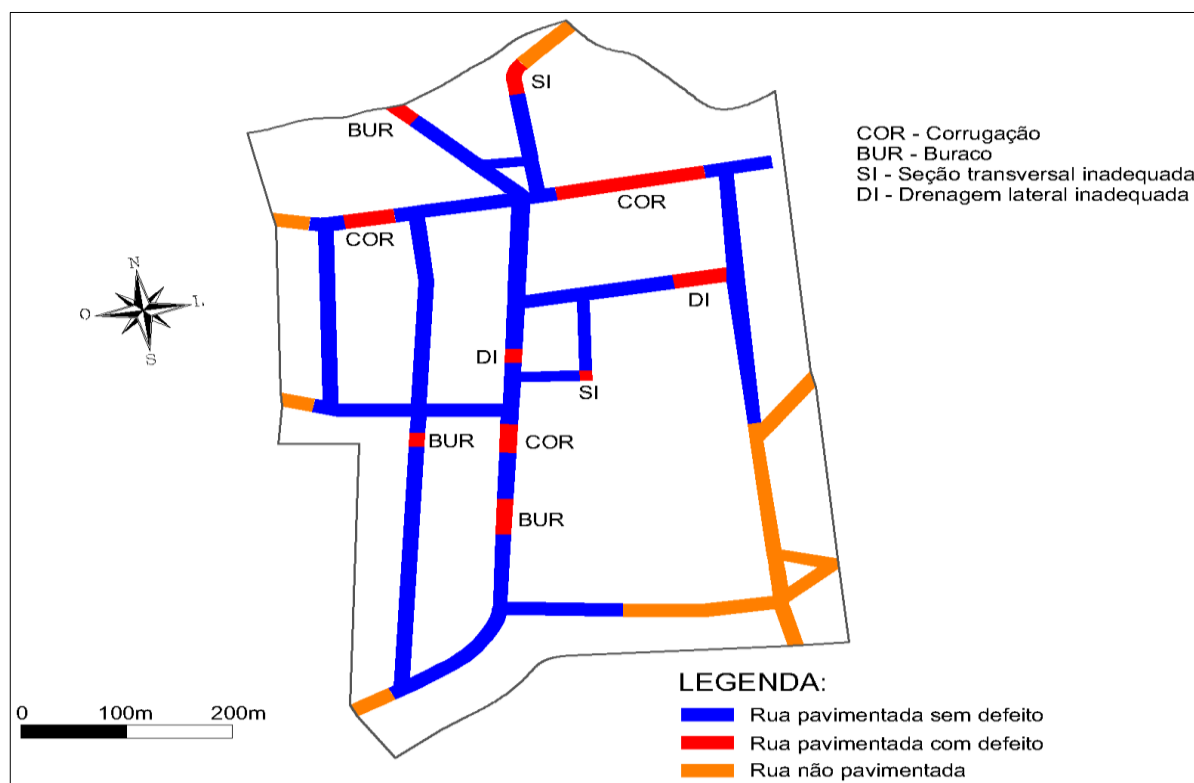 SI
BUR
COR - Corrugação
BUR - Buraco
SI - Seção transversal inadequada
DI - Drenagem lateral inadequada
COR
COR
N
O
L
S
DI
DI
SI
BUR
COR
BUR
LEGENDA:
0 100m 200m
Rua pavimentada sem defeito
Rua pavimentada com defeito
Rua não pavimentada